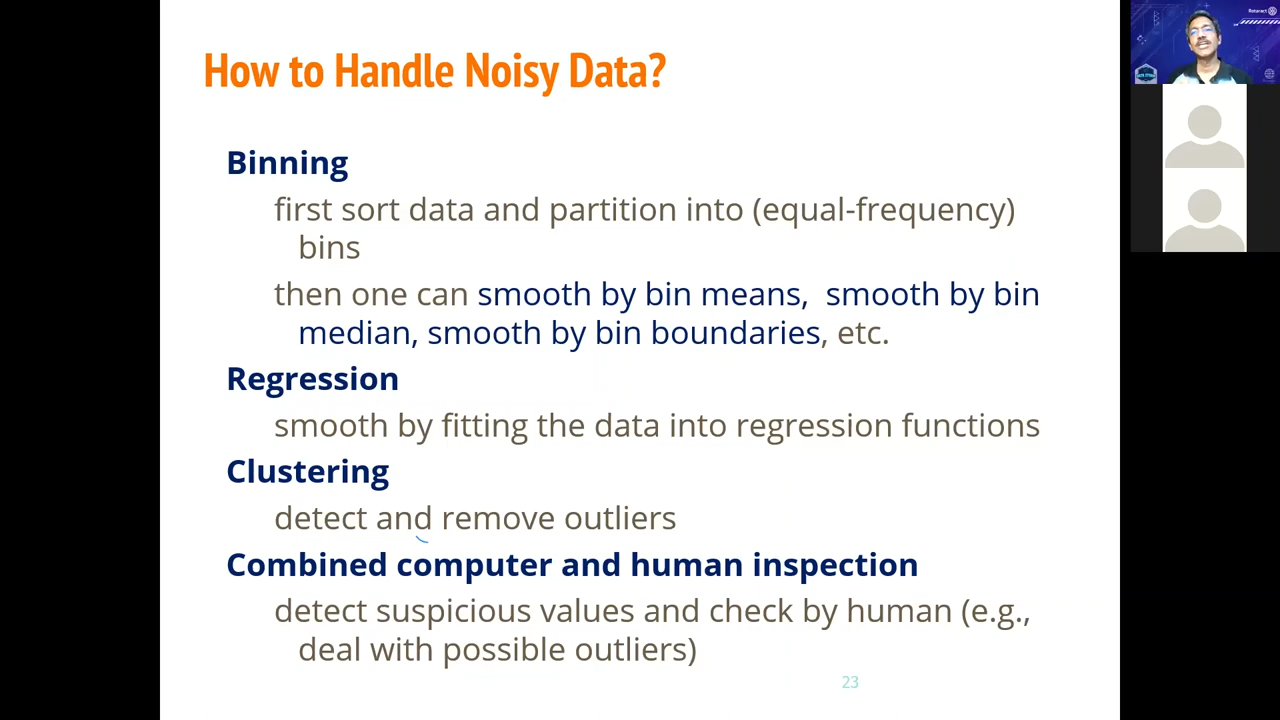 How to Handle Noisy Data?
Binning
first sort data and partition into (equal-frequency)
bins
then one can smooth by bin means,  smooth by bin
median, smooth by bin boundaries, etc.
Regression
smooth by fitting the data into regression functions
Clustering
detect and remove outliers
Combined computer and human inspection
detect suspicious values and check by human (e.g.,
deal with possible outliers)
23
Rotaract